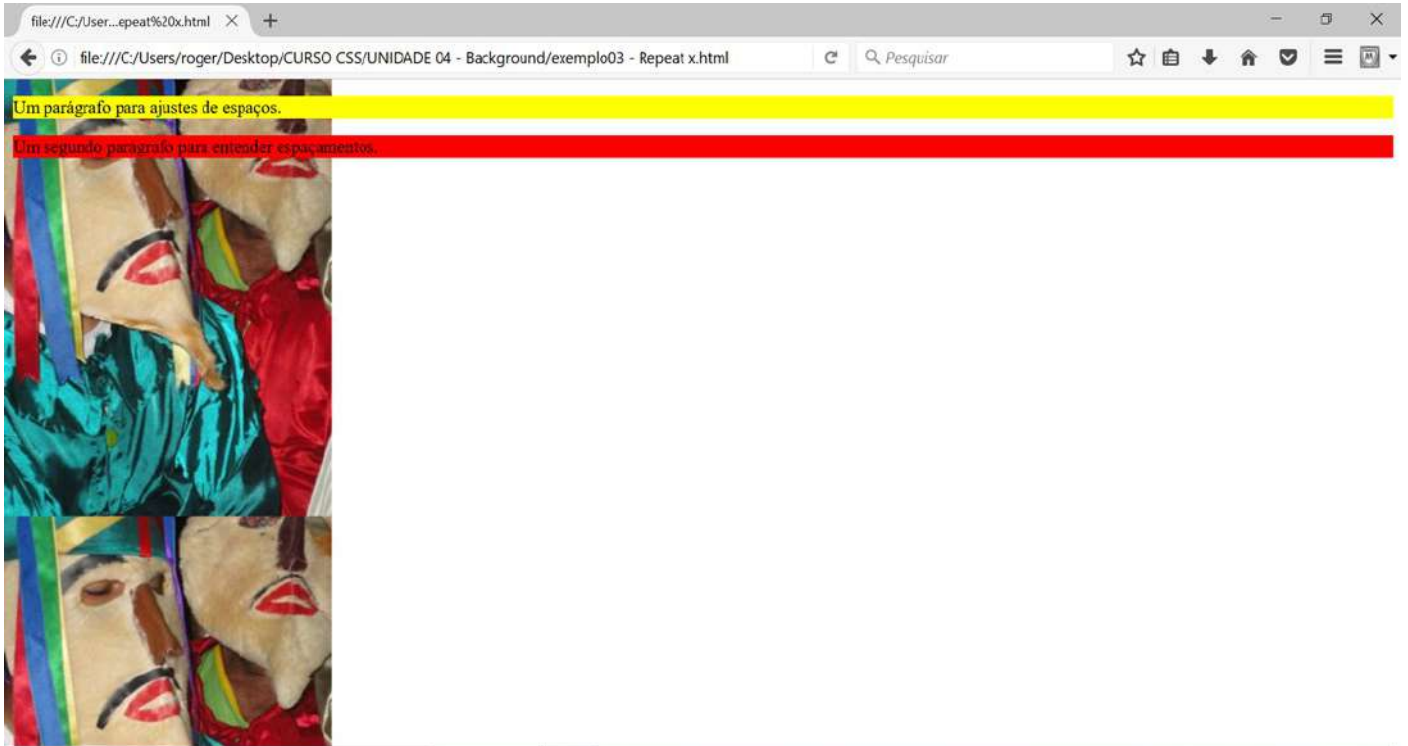 file:///C:/User...epeat%20x.html
file:///C:/Users/roger/Desktop/CURSO CSS/UNIDADE 04 - Background/exemplo03 - Repeat x.html
Pesquisar
Um parágrafo para ajustes de espaços.
Um segundo parágrafo para entender espaçamentos.